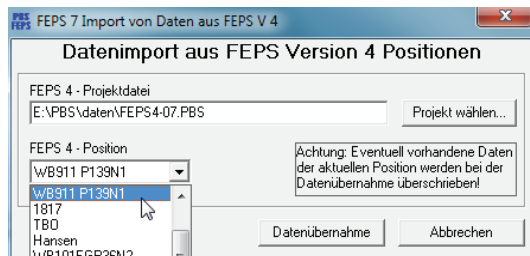 PBS
FEPS
FEPS 7 Import von Daten aus FEPS V 4
x
Datenimport aus FEPS Version 4 Positionen
FEPS 4 - Projektdatei
E:\PBS\daten\FEPS4-07.PBS
Projekt wählen...
FEPS 4 - Position
WB911 P139N1
Achtung: Eventuell vorhandene Daten
der aktuellen Position werden bei der
Datenübernahme überschrieben!
WB911 P139N1
1817
TBO
Hansen
Datenübernahme
Abbrechen